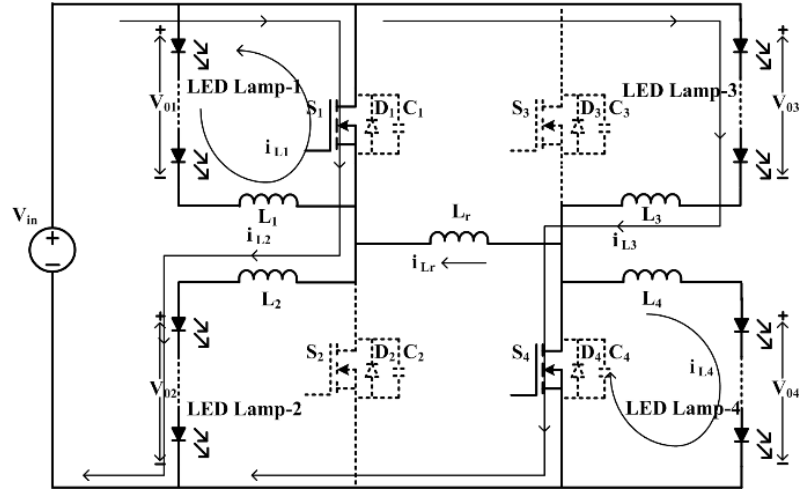 +
V01
LED Lamp-1
S1
D1
C1
iL1
−
L1
Vin
+
−
iL2
L2
+
V02
LED Lamp-2
S2
D2
C2
−
Lr
iLr
S3
D3
C3
LED Lamp-3
+
V03
−
L3
iL3
L4
S4
D4
C4
iL4
LED Lamp-4
+
V04
−